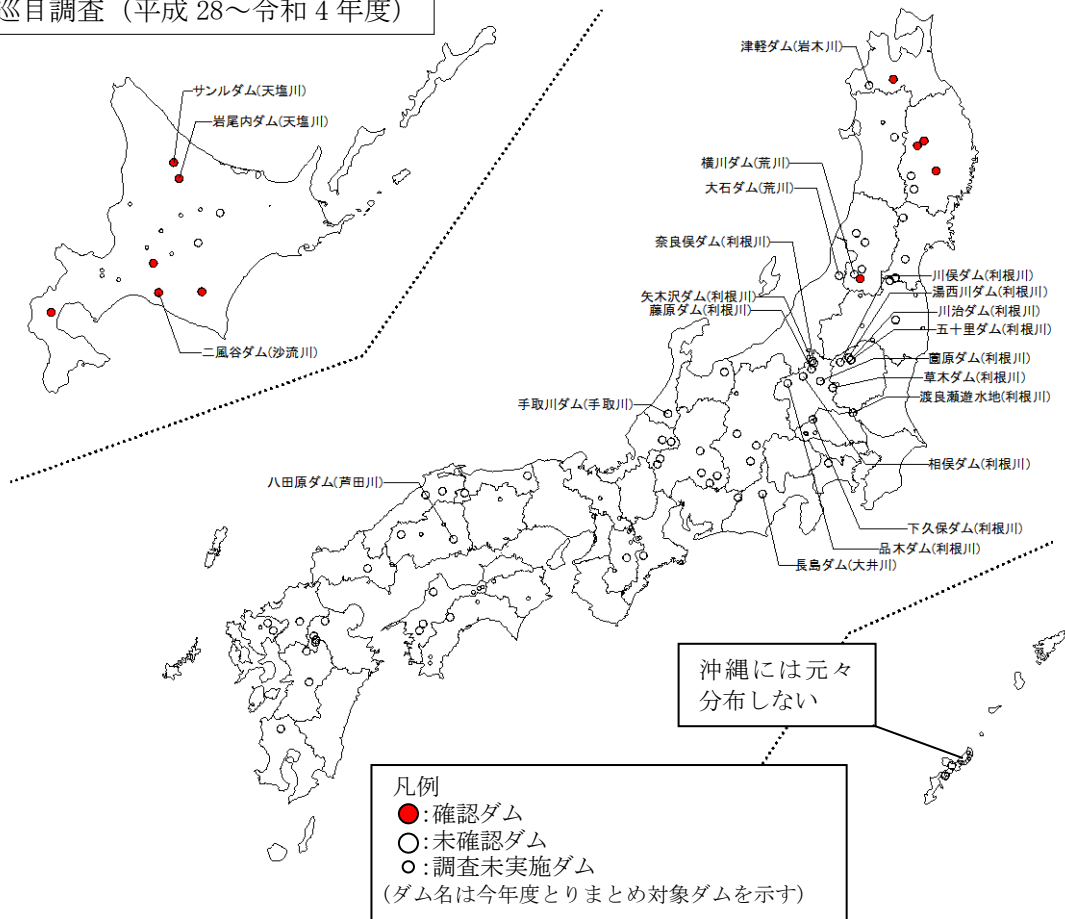 巡目調査（平成 28～令和 4 年度）
津軽ダム(岩木川)
サンルダム(天塩川)
岩尾内ダム(天塩川)
横川ダム(荒川)
大石ダム(荒川)
奈良俣ダム(利根川)
川俣ダム(利根川)
湯西川ダム(利根川)
矢木沢ダム(利根川)
藤原ダム(利根川)
川治ダム(利根川)
五十里ダム(利根川)
二風谷ダム(沙流川)
薗原ダム(利根川)
草木ダム(利根川)
渡良瀬遊水地(利根川)
手取川ダム(手取川)
相俣ダム(利根川)
八田原ダム(芦田川)
下久保ダム(利根川)
品木ダム(利根川)
長島ダム(大井川)
沖縄には元々
分布しない
凡例
:確認ダム
:未確認ダム
:調査未実施ダム
(ダム名は今年度とりまとめ対象ダムを示す)